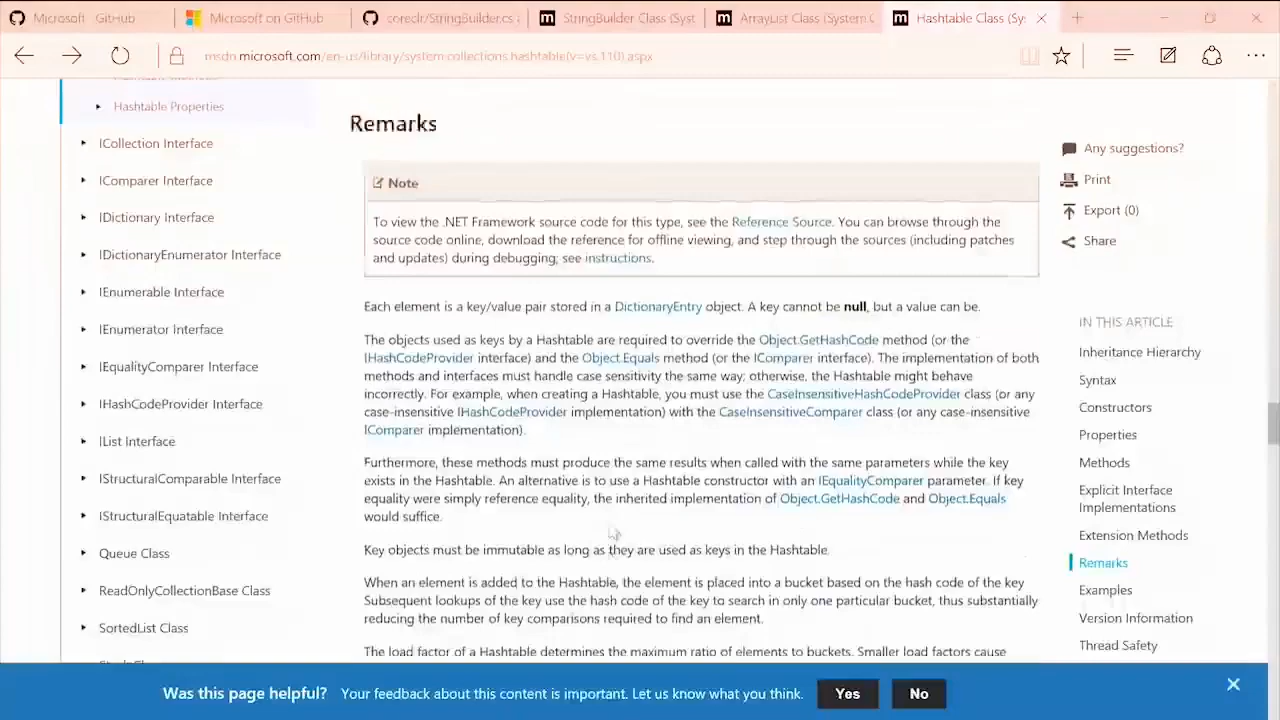 Microsoft · GitHub
Microsoft on GitHub
coreclr/StringBuilder.cs a
StringBuilder Class (Syst
ArrayList Class (System.C
Hashtable Class (Sy
msdn.microsoft.com/en-us/library/system.collections.hashtable(v=vs.110).aspx
Hashtable Properties
ICollection Interface
IComparer Interface
IDictionary Interface
IDictionaryEnumerator Interface
IEnumerable Interface
IEnumerator Interface
IEqualityComparer Interface
IHashCodeProvider Interface
IList Interface
IStructuralComparable Interface
IStructuralEquatable Interface
Queue Class
ReadOnlyCollectionBase Class
SortedList Class
Remarks
Note
To view the .NET Framework source code for this type, see the Reference Source. You can browse through the
source code online, download the reference for offline viewing, and step through the sources (including patches
and updates) during debugging; see instructions.
Each element is a key/value pair stored in a DictionaryEntry object. A key cannot be null, but a value can be.
The objects used as keys by a Hashtable are required to override the Object.GetHashCode method (or the
IHashCodeProvider interface) and the Object.Equals method (or the IComparer interface). The implementation of both
methods and interfaces must handle case sensitivity the same way; otherwise, the Hashtable might behave
incorrectly. For example, when creating a Hashtable, you must use the CaseInsensitiveHashCodeProvider class (or any
case-insensitive IHashCodeProvider implementation) with the CaseInsensitiveComparer class (or any case-insensitive
IComparer implementation).
Furthermore, these methods must produce the same results when called with the same parameters while the key
exists in the Hashtable. An alternative is to use a Hashtable constructor with an IEqualityComparer parameter. If key
equality were simply reference equality, the inherited implementation of Object.GetHashCode and Object.Equals
would suffice.
Key objects must be immutable as long as they are used as keys in the Hashtable.
When an element is added to the Hashtable, the element is placed into a bucket based on the hash code of the key.
Subsequent lookups of the key use the hash code of the key to search in only one particular bucket, thus substantially
reducing the number of key comparisons required to find an element.
The load factor of a Hashtable determines the maximum ratio of elements to buckets. Smaller load factors cause
Any suggestions?
Print
Export (0)
Share
IN THIS ARTICLE
Inheritance Hierarchy
Syntax
Constructors
Properties
Methods
Explicit Interface
Implementations
Extension Methods
Remarks
Examples
Version Information
Thread Safety
Was this page helpful? Your feedback about this content is important. Let us know what you think. Yes No